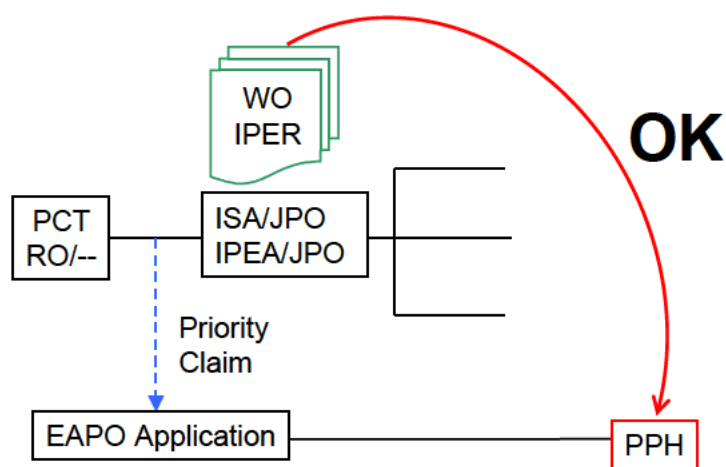 WO
IPER
OK
PCT
RO/--
ISA/JPO
IPEA/JPO
Priority
Claim
EAPO Application
PPH